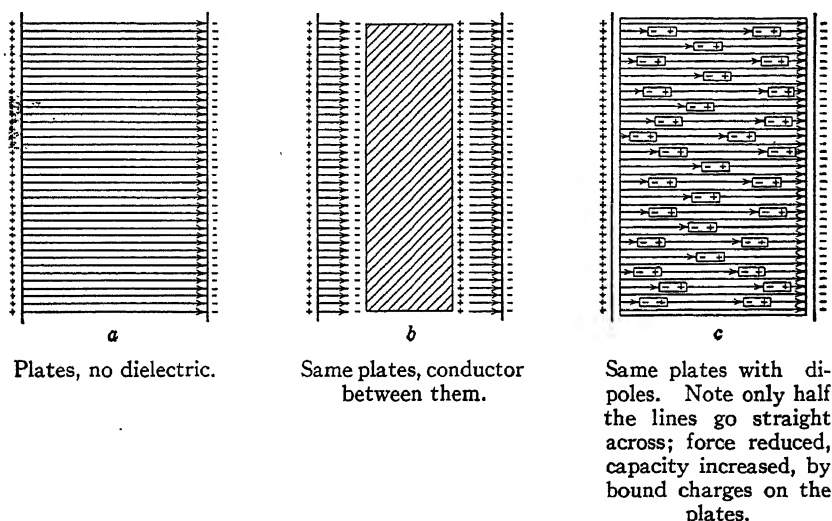 a
b
c
Plates, no dielectric.
Same plates, conductor
between them.
Same plates with di-
poles. Note only half
the lines go straight
across; force reduced,
capacity increased, by
bound charges on the
plates.